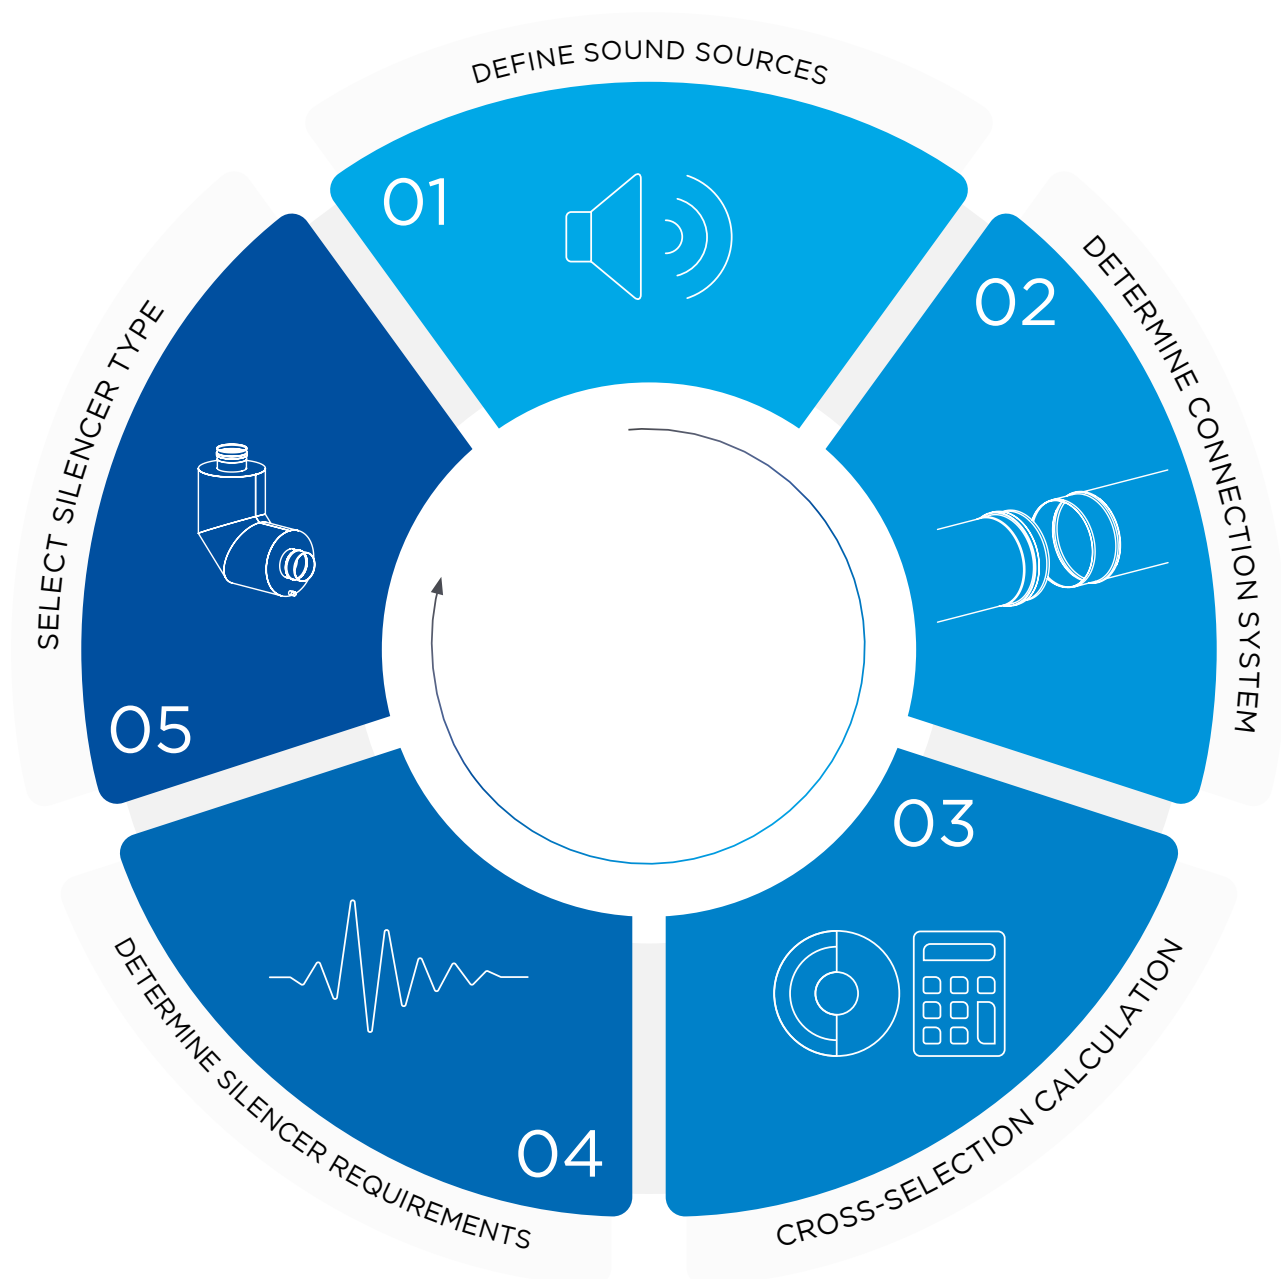 DEFINE SOUND SOURCES
01
DETERMINE CONNECTION SYSTEM
02
CROSS-SELECTION CALCULATION
03
DETERMINE SILENCER REQUIREMENTS
04
SELECT SILENCER TYPE
05